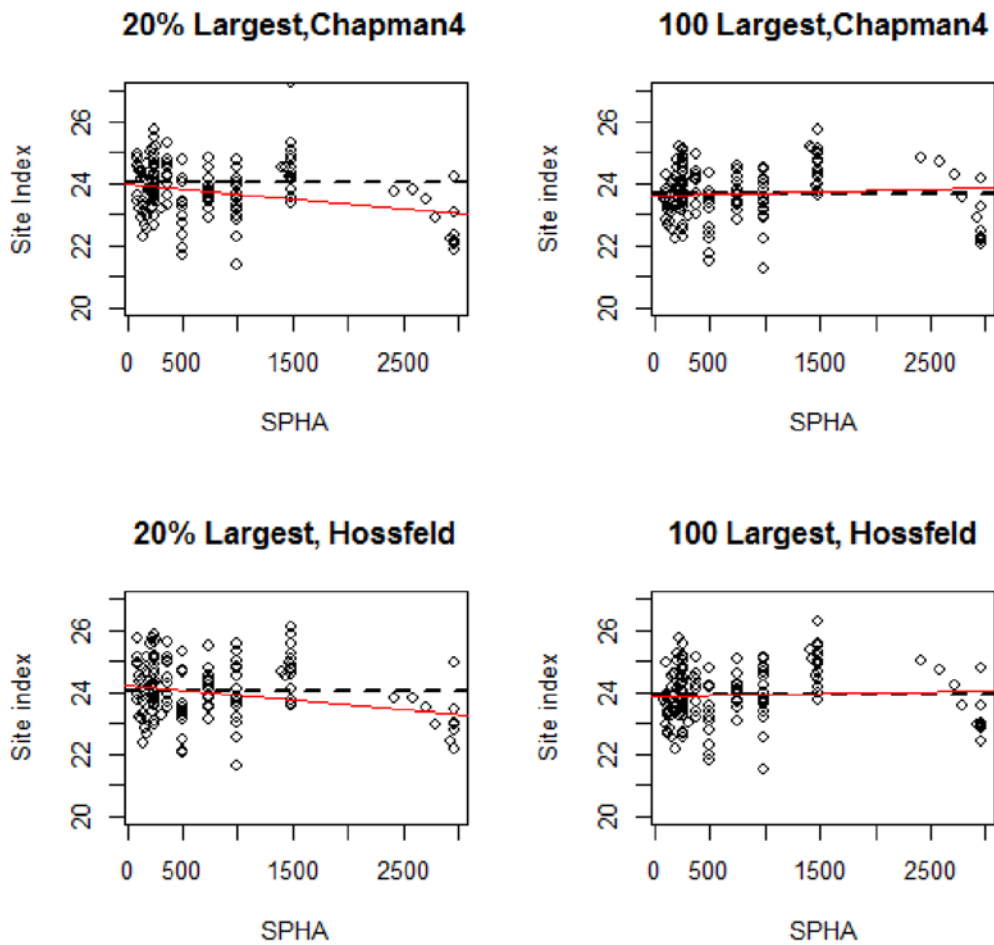 20% Largest,Chapman4
Site Index
26
24
22
20
0 500 1500 2500
SPHA
100 Largest,Chapman4
Site index
26
24
22
20
0 500 1500 2500
SPHA
20% Largest, Hossfeld
Site index
26
24
22
20
0 500 1500 2500
SPHA
100 Largest, Hossfeld
Site index
26
24
22
20
0 500 1500 2500
SPHA